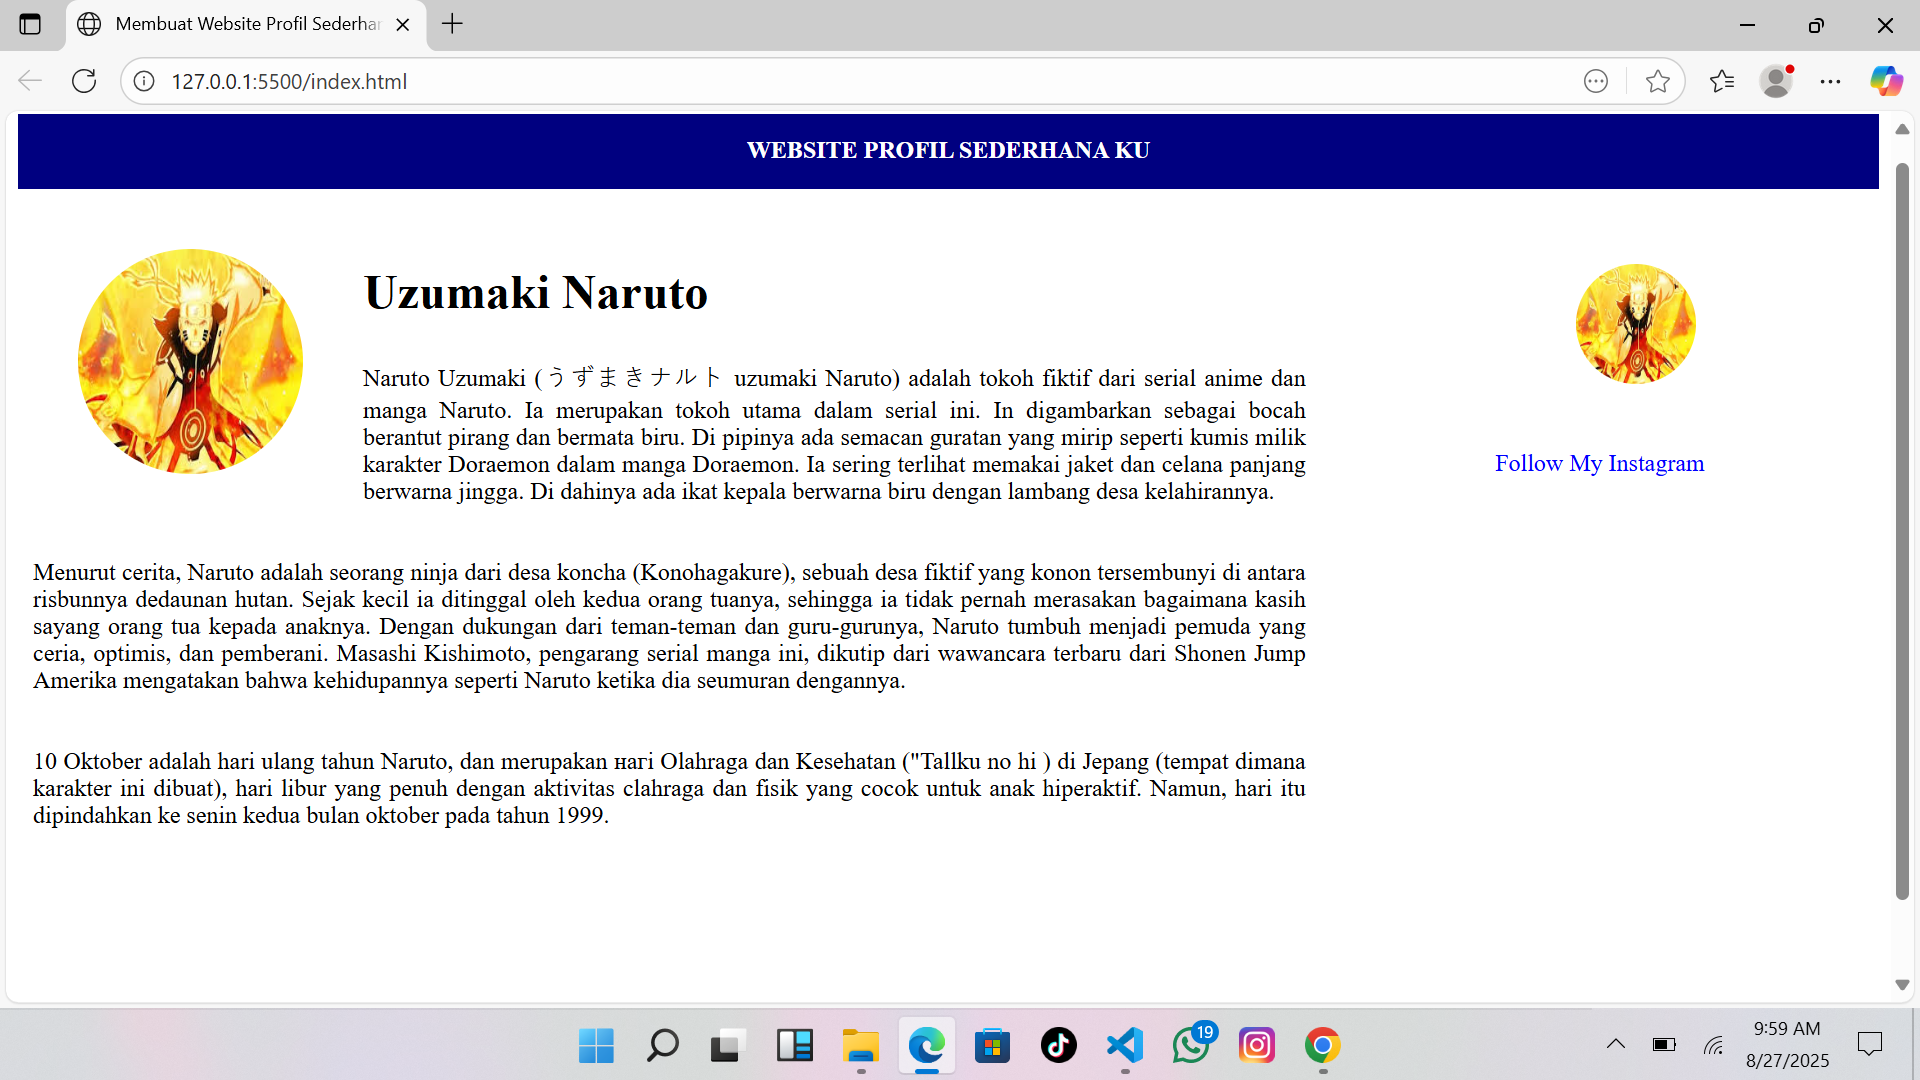 Membuat Website Profil Sederhan
127.0.0.1:5500/index.html
WEBSITE PROFIL SEDERHANA KU
Uzumaki Naruto
Naruto Uzumaki (うずまきナルト uzumaki Naruto) adalah tokoh fiktif dari serial anime dan
manga Naruto. Ia merupakan tokoh utama dalam serial ini. In digambarkan sebagai bocah
berantut pirang dan bermata biru. Di pipinya ada semacan guratan yang mirip seperti kumis milik
karakter Doraemon dalam manga Doraemon. Ia sering terlihat memakai jaket dan celana panjang
berwarna jingga. Di dahinya ada ikat kepala berwarna biru dengan lambang desa kelahirannya.
Follow My Instagram
Menurut cerita, Naruto adalah seorang ninja dari desa koncha (Konohagakure), sebuah desa fiktif yang konon tersembunyi di antara
risbunnya dedaunan hutan. Sejak kecil ia ditinggal oleh kedua orang tuanya, sehingga ia tidak pernah merasakan bagaimana kasih
sayang orang tua kepada anaknya. Dengan dukungan dari teman-teman dan guru-gurunya, Naruto tumbuh menjadi pemuda yang
ceria, optimis, dan pemberani. Masashi Kishimoto, pengarang serial manga ini, dikutip dari wawancara terbaru dari Shonen Jump
Amerika mengatakan bahwa kehidupannya seperti Naruto ketika dia seumuran dengannya.
10 Oktober adalah hari ulang tahun Naruto, dan merupakan нагі Olahraga dan Kesehatan ("Tallku no hi ) di Jepang (tempat dimana
karakter ini dibuat), hari libur yang penuh dengan aktivitas clahraga dan fisik yang cocok untuk anak hiperaktif. Namun, hari itu
dipindahkan ke senin kedua bulan oktober pada tahun 1999.
19
9:59 AM
8/27/2025